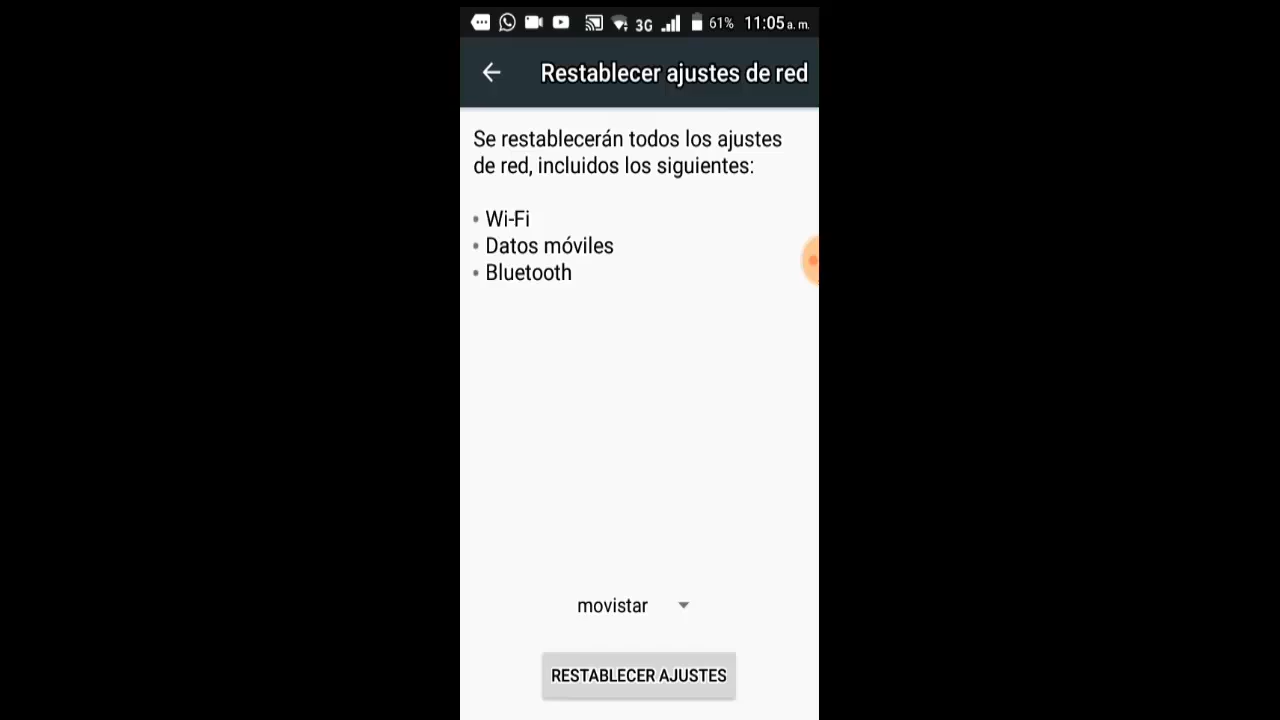 3G 61% 11:05 a. m.
Restablecer ajustes de red
Se restablecerán todos los ajustes
de red, incluidos los siguientes:
• Wi-Fi
• Datos móviles
• Bluetooth
movistar
RESTABLECER AJUSTES